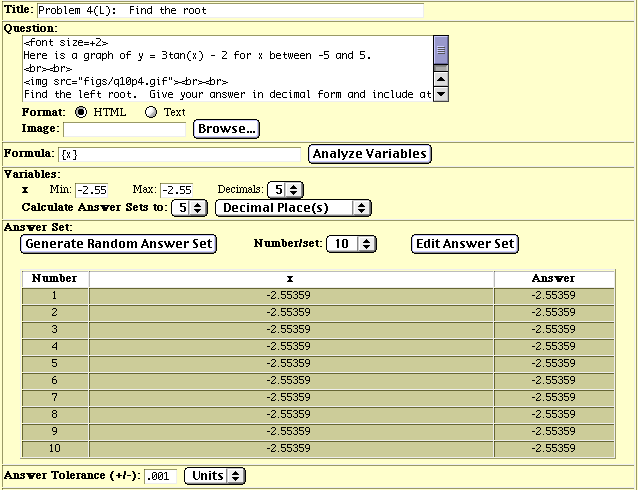 Title: Problem 4(L): Find the root
Question:
<font size=+2>
Here is a graph of y = 3tan(x) - 2 for x between -5 and 5.
<br><br>
<img src="figs/q10p4.gif"><br><br>
Find the left root. Give your answer in decimal form and include at
Format: HTML Text
Image: Browse...
Formula: {x} Analyze Variables
Variables:
x Min: -2.55 Max: -2.55 Decimals: 5
Calculate Answer Sets to: 5 Decimal Place(s)
Answer Set:
Generate Random Answer Set Number/set: 10 Edit Answer Set
Number x Answer
1 -2.55359 -2.55359
2 -2.55359 -2.55359
3 -2.55359 -2.55359
4 -2.55359 -2.55359
5 -2.55359 -2.55359
6 -2.55359 -2.55359
7 -2.55359 -2.55359
8 -2.55359 -2.55359
9 -2.55359 -2.55359
10 -2.55359 -2.55359
Answer Tolerance (+/-): .001 Units